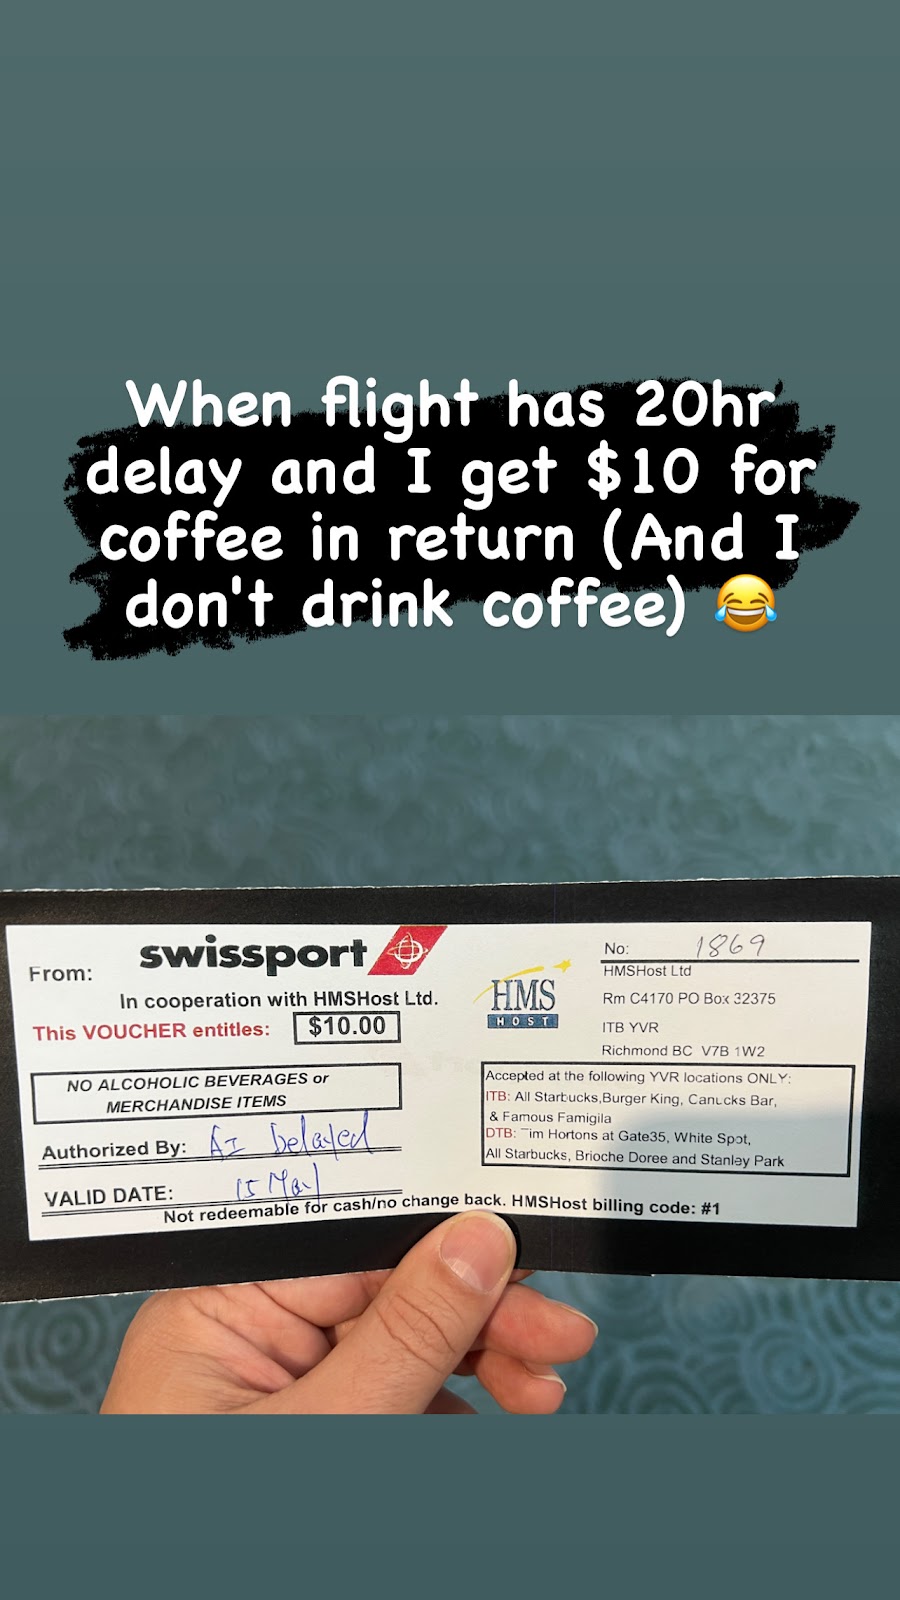 When flight has 20hr
delay and I get $10 for
coffee in return (And I
don't drink coffee) 😂
swissport
From:
In cooperation with HMSHost Ltd.
This VOUCHER entitles: $10.00
NO ALCOHOLIC BEVERAGES or
MERCHANDISE ITEMS
Authorized By: AI Delayed
VALID DATE: 15 May
HMS
HOST
No: 1869
HMSHost Ltd
Rm C4170 PO Box 32375
ITB YVR
Richmond BC V7B 1W2
Accepted at the following YVR locations ONLY:
ITB: All Starbucks,Burger King, Canucks Bar,
& Famous Famigila
DTB: Tim Hortons at Gate35, White Spot,
All Starbucks, Brioche Doree and Stanley Park
Not redeemable for cash/no change back. HMSHost billing code: #1